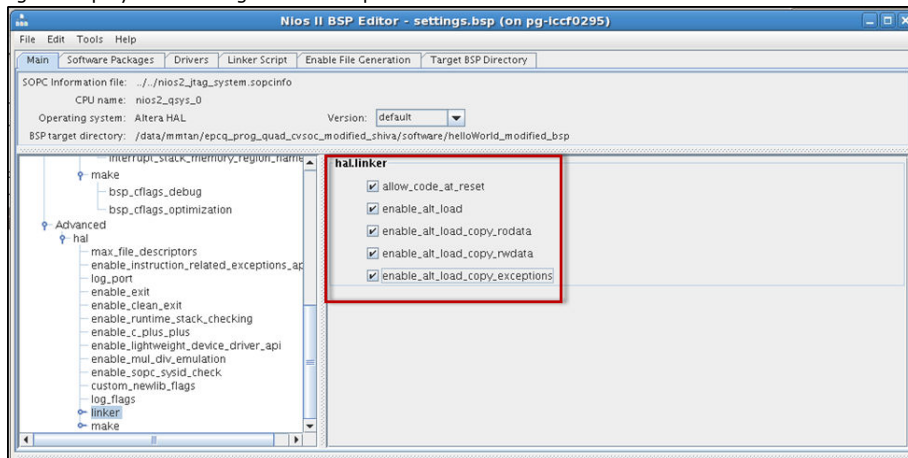 Nios II BSP Editor - settings.bsp (on pg-iccf0295)
File Edit Tools Help
Main Software Packages Drivers Linker Script Enable File Generation Target BSP Directory
SOPC Information file: ../../nios2_jtag_system.sopcinfo
CPU name: nios2_qsys_0
Operating system: Altera HAL Version: default
BSP target directory: /data/mmtan/epcq_prog_quad_cvsoc_modified_shiva/software/helloWorld_modified_bsp
interrupt_stack_memory_region_name
make
bsp_cflags_debug
bsp_cflags_optimization
Advanced
hal
max_file_descriptors
enable_instruction_related_exceptions_ap
log_port
enable_exit
enable_clean_exit
enable_runtime_stack_checking
enable_c_plus_plus
enable_lightweight_device_driver_api
enable_mul_div_emulation
enable_sopc_sysid_check
custom_newlib_flags
log_flags
linker
make
hal.linker
allow_code_at_reset
enable_alt_load
enable_alt_load_copy_rodata
enable_alt_load_copy_rwdata
enable_alt_load_copy_exceptions